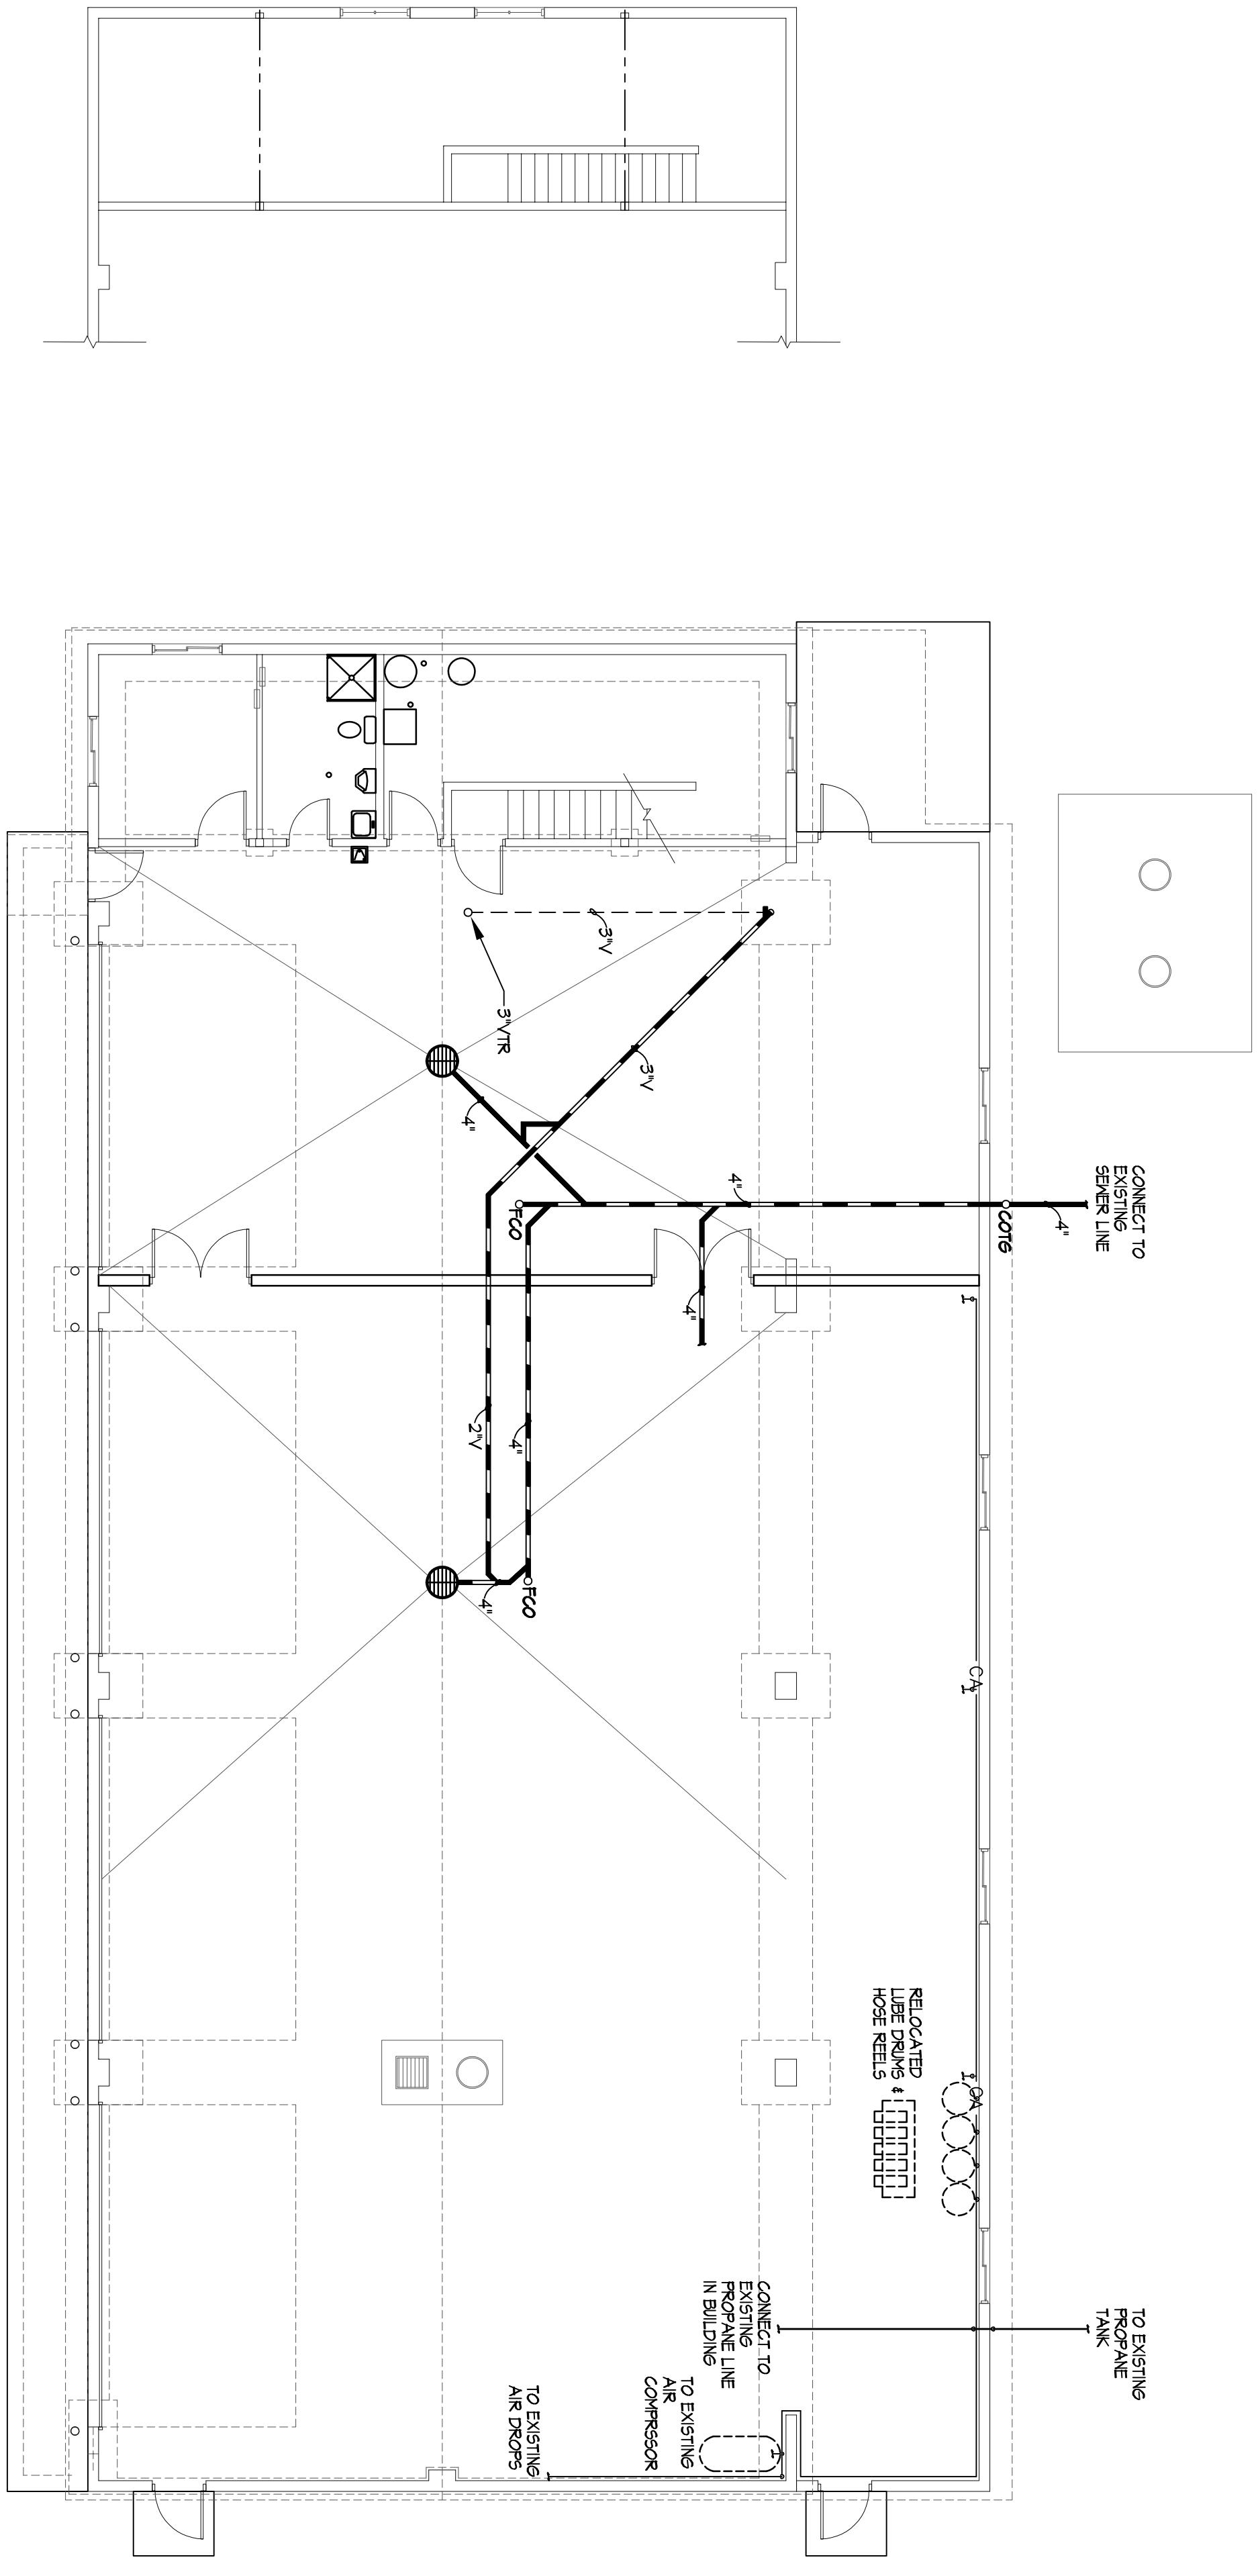 CONNECT TO
EXISTING
SEWER LINE
4"
COTG
4"
FCO
3"V
3"VTR
3"V
4"
4"
2"V
4"
4"
FCO
CA
RELOCATED
LUBE DRUMS &
HOSE REELS
CA
TO EXISTING
PROPANE
TANK
CONNECT TO
EXISTING
PROPANE LINE
IN BUILDING
TO EXISTING
AIR
COMPRSSOR
TO EXISTING
AIR DROPS